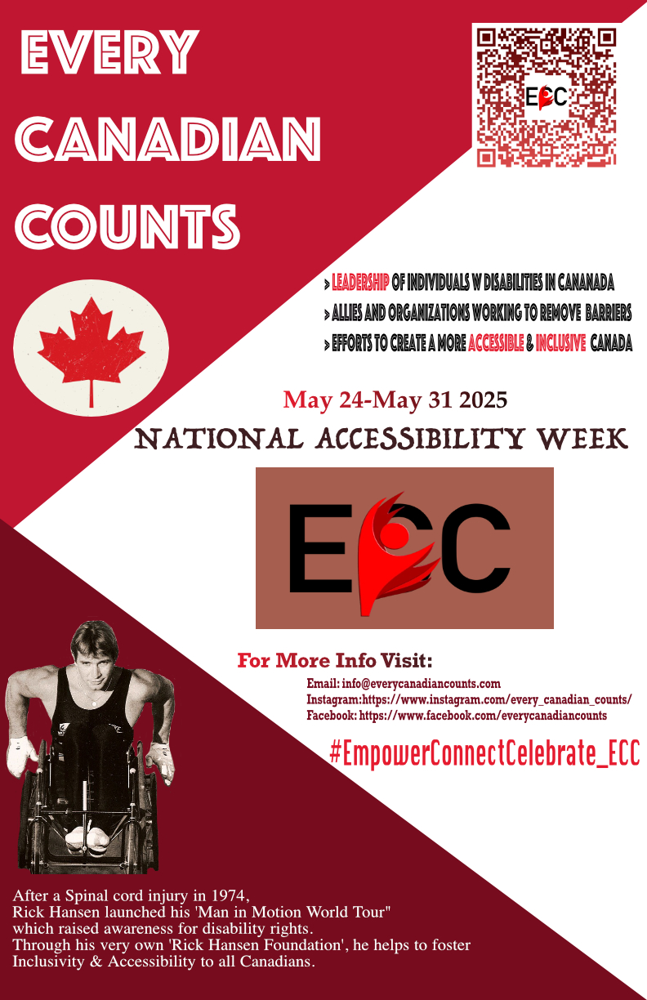 EVERY
CANADIAN
COUNTS
ECC
> LEADERSHIP OF INDIVIDUALS W DISABILITIES IN CANANADA
> ALLIES AND ORGANIZATIONS WORKING TO REMOVE BARRIERS
> EFFORTS TO CREATE A MORE ACCESSIBLE & INCLUSIVE CANADA
May 24-May 31 2025
NATIONAL ACCESSIBILITY WEEK
ECC
For More Info Visit:
Email: info@everycanadiancounts.com
Instagram:https://www.instagram.com/every_canadian_counts/
Facebook: https://www.facebook.com/everycanadiancounts
#EmpowerConnectCelebrate_ECC
After a Spinal cord injury in 1974,
Rick Hansen launched his 'Man in Motion World Tour"
which raised awareness for disability rights.
Through his very own 'Rick Hansen Foundation', he helps to foster
Inclusivity & Accessibility to all Canadians.